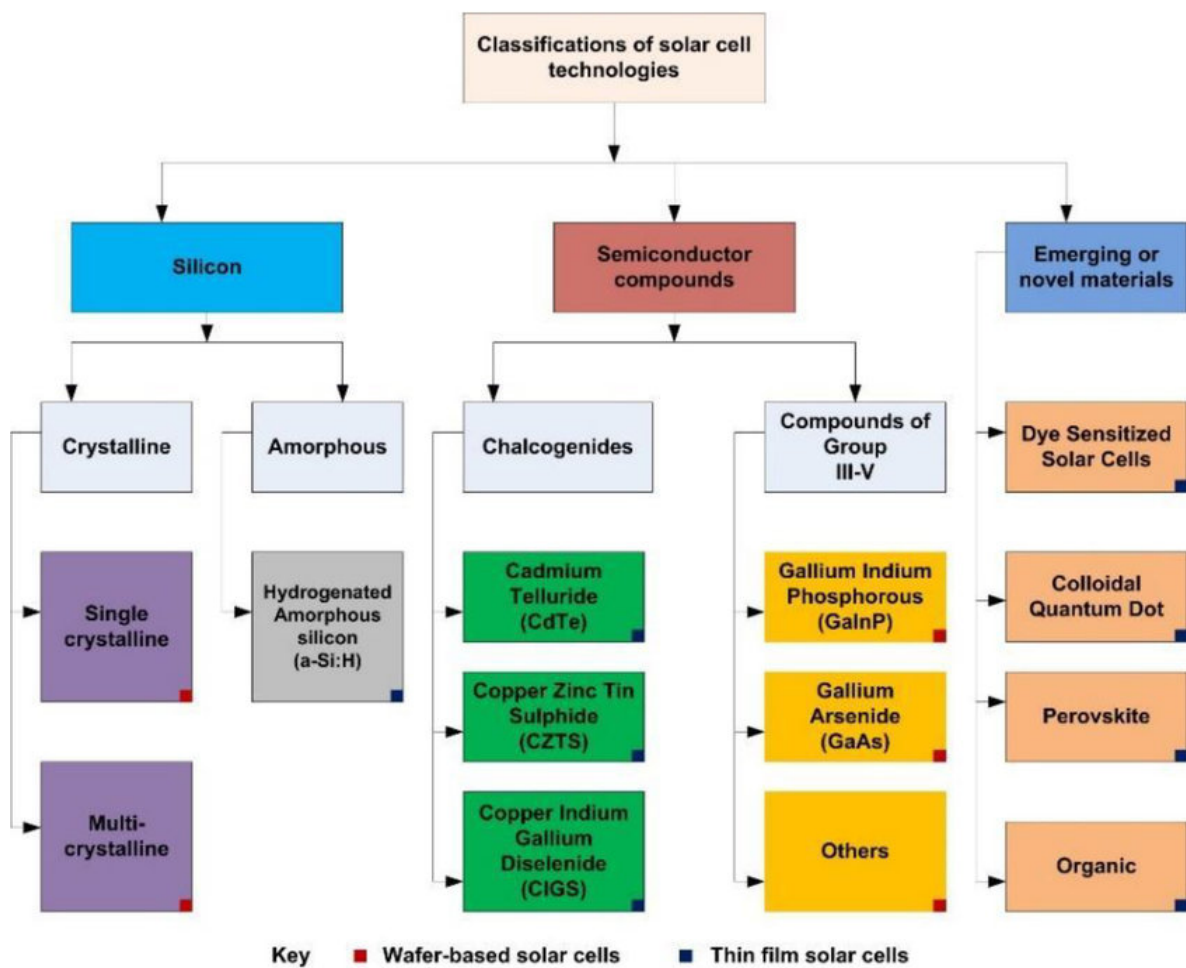 Classifications of solar cell
technologies
Silicon
Semiconductor
compounds
Emerging or
novel materials
Crystalline
Amorphous
Chalcogenides
Compounds of
Group
III-V
Dye Sensitized
Solar Cells
Single
crystalline
Hydrogenated
Amorphous
silicon
(a-Si:H)
Cadmium
Telluride
(CdTe)
Gallium Indium
Phosphorous
(GaInP)
Colloidal
Quantum Dot
Copper Zinc Tin
Sulphide
(CZTS)
Gallium
Arsenide
(GaAs)
Perovskite
Multi-
crystalline
Copper Indium
Gallium
Diselenide
(CIGS)
Others
Organic
Key
Wafer-based solar cells
Thin film solar cells